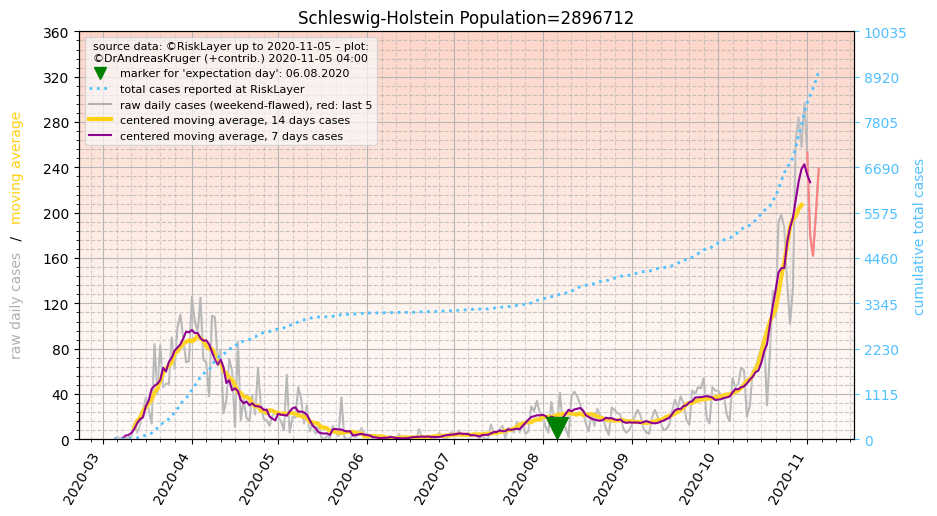 Schleswig-Holstein Population=2896712
source data: ©RiskLayer up to 2020-11-05 – plot:
©DrAndreasKruger (+contrib.) 2020-11-05 04:00
marker for 'expectation day': 06.08.2020
total cases reported at RiskLayer
raw daily cases (weekend-flawed), red: last 5
centered moving average, 14 days cases
centered moving average, 7 days cases
raw daily cases / moving average
360
320
280
240
200
160
120
80
40
0
10035
8920
7805
6690
5575
4460
3345
2230
1115
0
cumulative total cases
2020-03
2020-04
2020-05
2020-06
2020-07
2020-08
2020-09
2020-10
2020-11